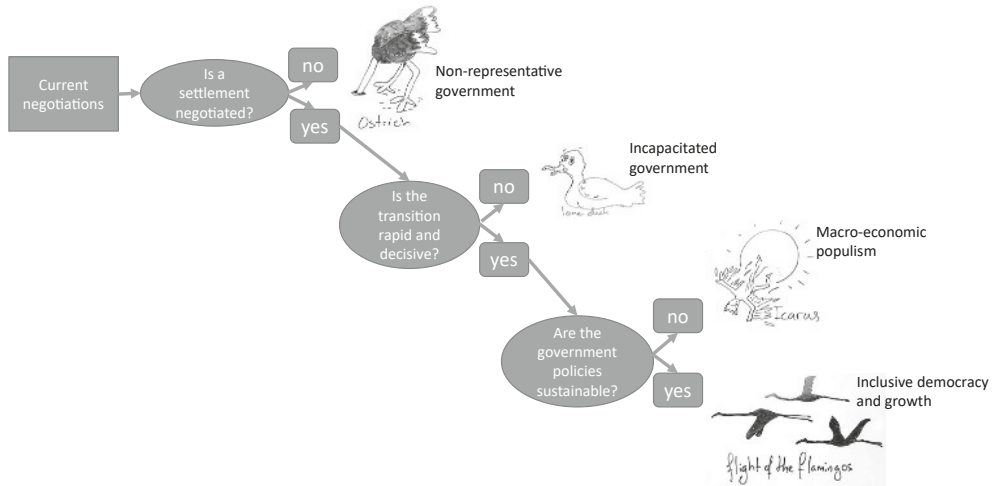 Current
negotiations
Is a
settlement
negotiated?
no
yes
Ostrich
Non-representative
government
Is the
transition
rapid and
decisive?
no
yes
lame duck
Incapacitated
government
Are the
government
policies
sustainable?
no
yes
Icarus
Macro-economic
populism
Inclusive democracy
and growth
flight of the flamingos